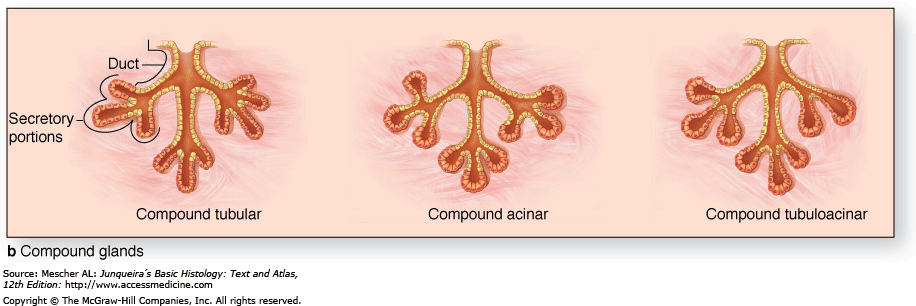 Duct
Secretory
portions
Compound tubular
Compound acinar
Compound tubuloacinar
b Compound glands
Source: Mescher AL: Junqueira´s Basic Histology: Text and Atlas,
12th Edition: http://www.accessmedicine.com
Copyright © The McGraw-Hill Companies, Inc. All rights reserved.